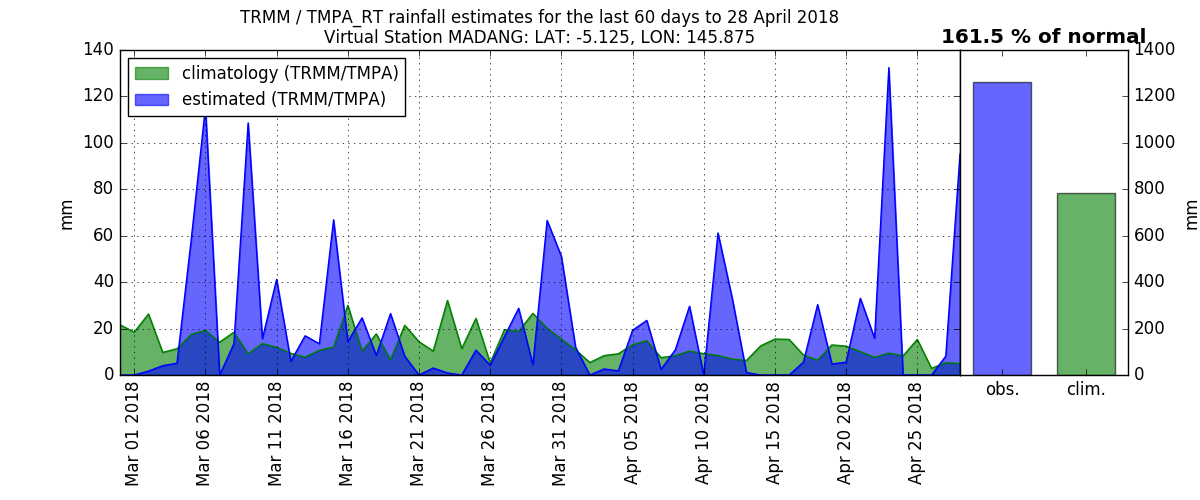 TRMM / TMPA_RT rainfall estimates for the last 60 days to 28 April 2018
Virtual Station MADANG: LAT: -5.125, LON: 145.875
161.5 % of normal
climatology (TRMM/TMPA)
estimated (TRMM/TMPA)
mm
140
120
100
80
60
40
20
0
Mar 01 2018
Mar 06 2018
Mar 11 2018
Mar 16 2018
Mar 21 2018
Mar 26 2018
Mar 31 2018
Apr 05 2018
Apr 10 2018
Apr 15 2018
Apr 20 2018
Apr 25 2018
obs.
clim.
1400
1200
1000
800
600
400
200
0
mm